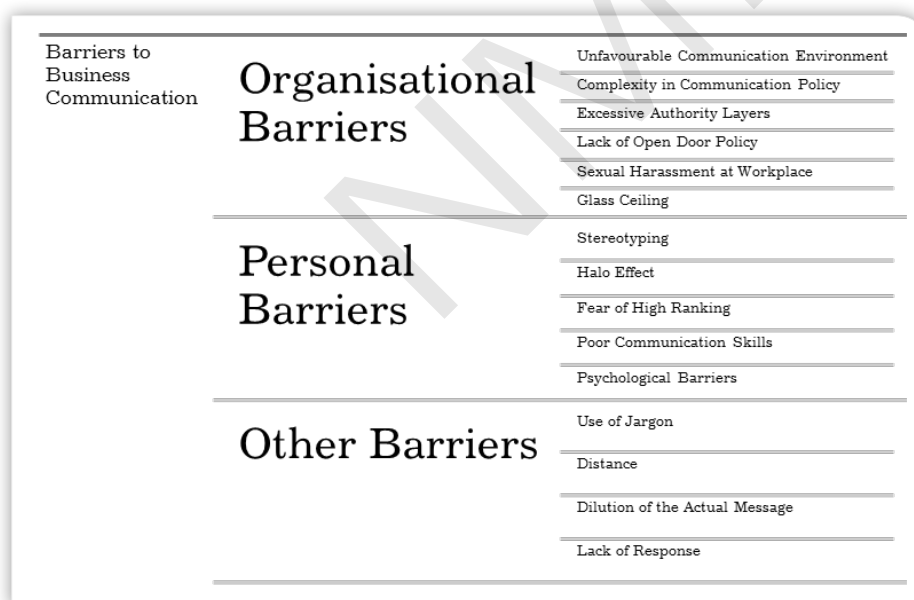 Barriers to
Business
Communication
Organisational
Barriers
Unfavourable Communication Environment
Complexity in Communication Policy
Excessive Authority Layers
Lack of Open Door Policy
Sexual Harassment at Workplace
Glass Ceiling
Personal
Barriers
Stereotyping
Halo Effect
Fear of High Ranking
Poor Communication Skills
Psychological Barriers
Other Barriers
Use of Jargon
Distance
Dilution of the Actual Message
Lack of Response